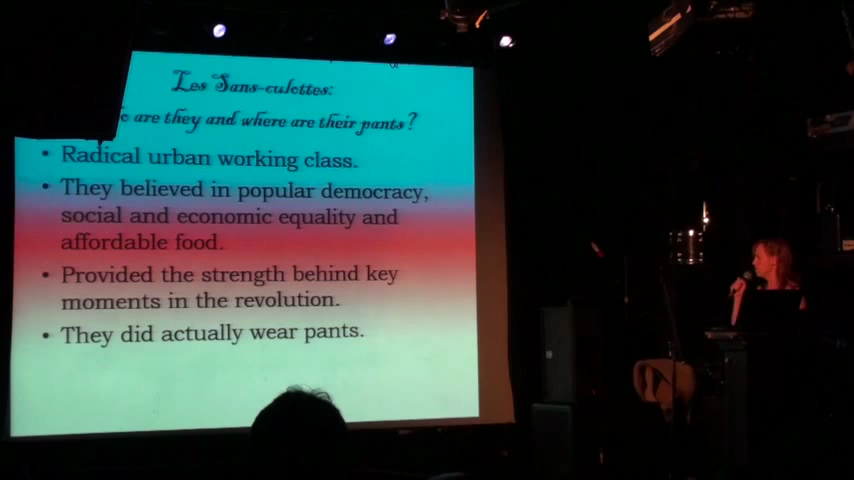 Les Sans-culottes:
are they and where are their pants?
• Radical urban working class.
• They believed in popular democracy,
social and economic equality and
affordable food.
• Provided the strength behind key
moments in the revolution.
• They did actually wear pants.